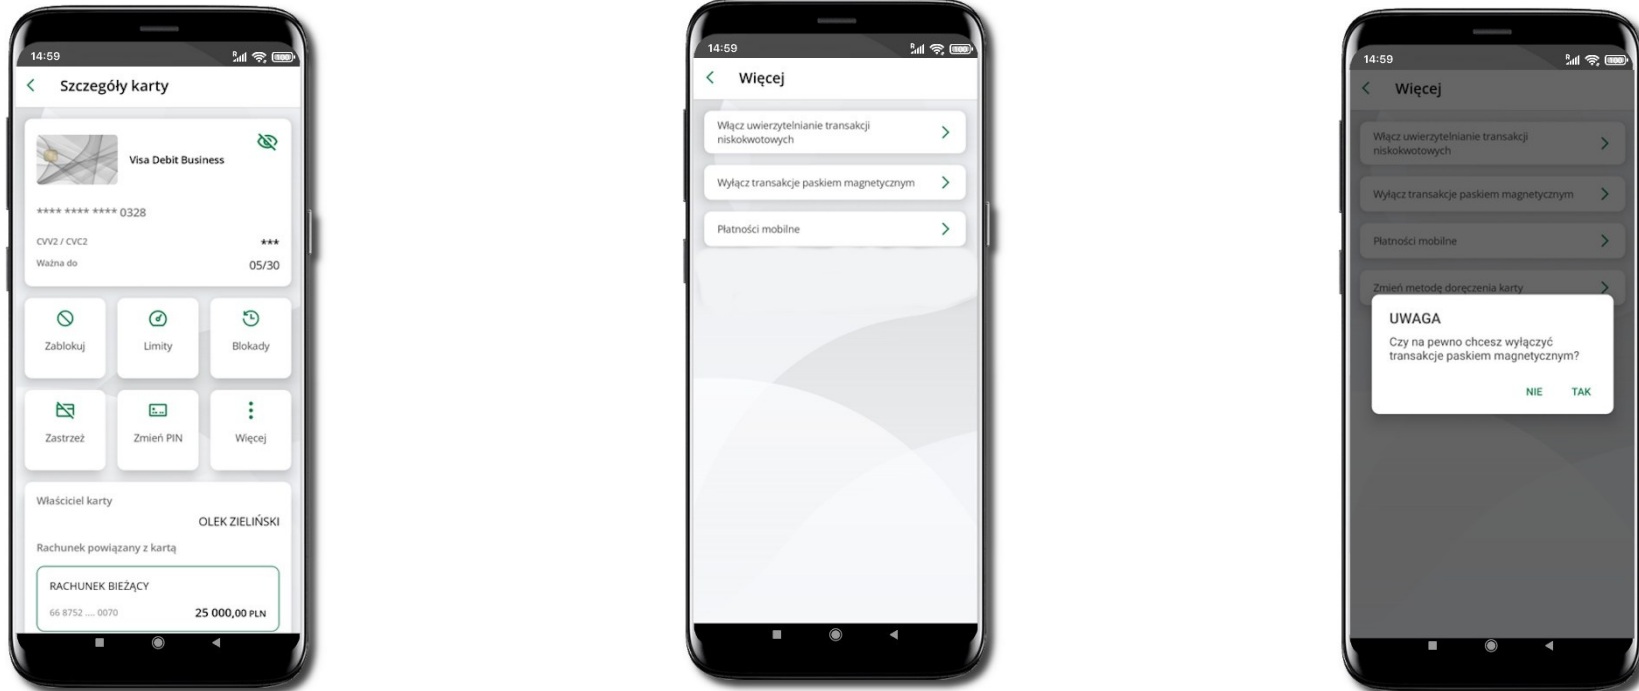 14:59
Szczegóły karty
Visa Debit Business
**** **** **** 0328
CVV2 / CVC2 ***
Ważna do 05/30
Zablokuj Limity Blokady
Zastrzeż Zmień PIN Więcej
Właściciel karty
OLEK ZIELIŃSKI
Rachunek powiązany z kartą
RACHUNEK BIEŻĄCY
66 8752 .... 0070 25 000,00 PLN
14:59
Więcej
Włącz uwierzytelnianie transakcji
niskokwotowych
Wyłącz transakcje paskiem magnetycznym
Płatności mobilne
14:59
Więcej
Włącz uwierzytelnianie transakcji
niskokwotowych
Wyłącz transakcje paskiem magnetycznym
Płatności mobilne
Zmień metodę doręczenia karty
UWAGA
Czy na pewno chcesz wyłączyć
transakcje paskiem magnetycznym?
NIE TAK